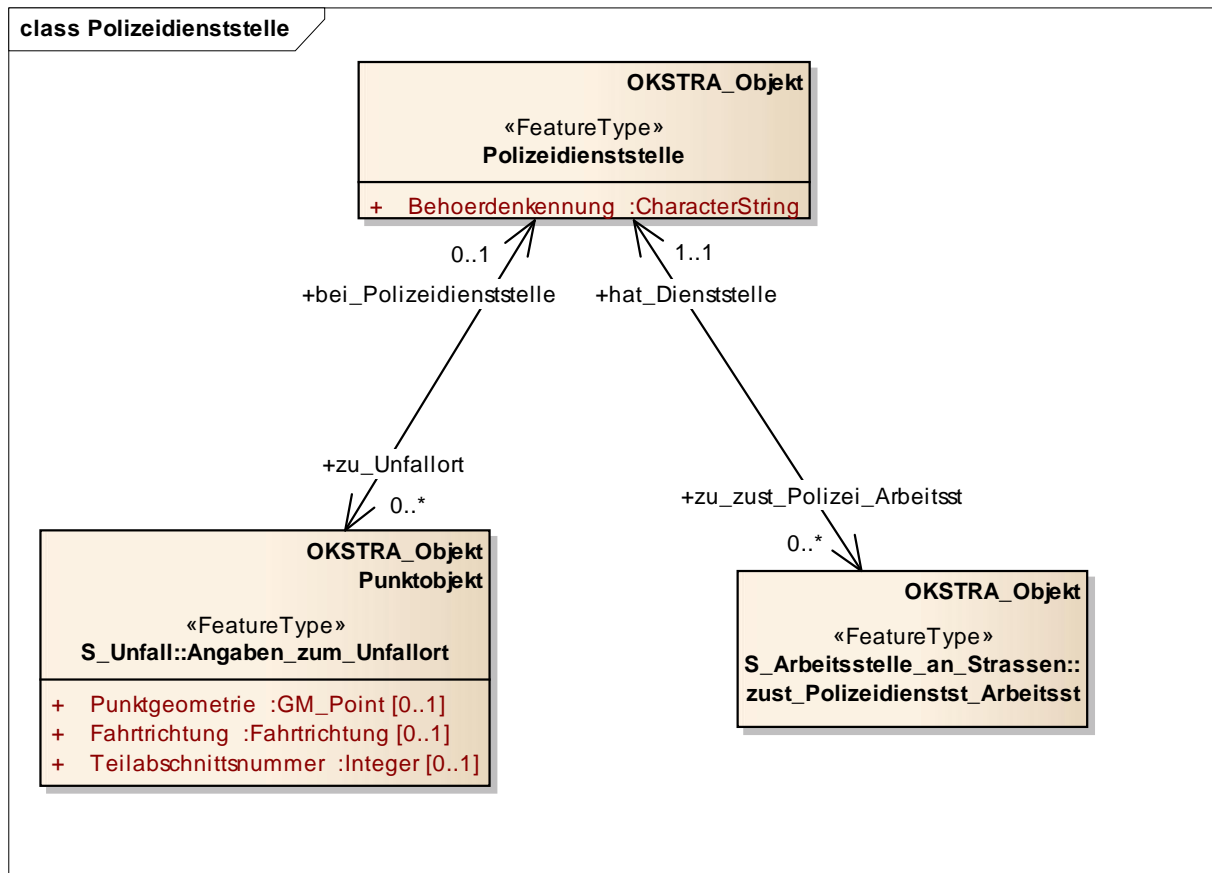 class Polizeidienststelle
OKSTRA_Objekt
«FeatureType»
Polizeidienststelle
+ Behoerdenkennung :CharacterString
0..1
1..1
+bei_Polizeidienststelle
+hat_Dienststelle
+zu_Unfallort
0..*
+zu_zust_Polizei_Arbeitsst
0..*
OKSTRA_Objekt
Punktobjekt
«FeatureType»
S_Unfall::Angaben_zum_Unfallort
+ Punktgeometrie :GM_Point [0..1]
+ Fahrtrichtung :Fahrtrichtung [0..1]
+ Teilabschnittsnummer :Integer [0..1]
OKSTRA_Objekt
«FeatureType»
S_Arbeitsstelle_an_Strassen::
zust_Polizeidienstst_Arbeitsst